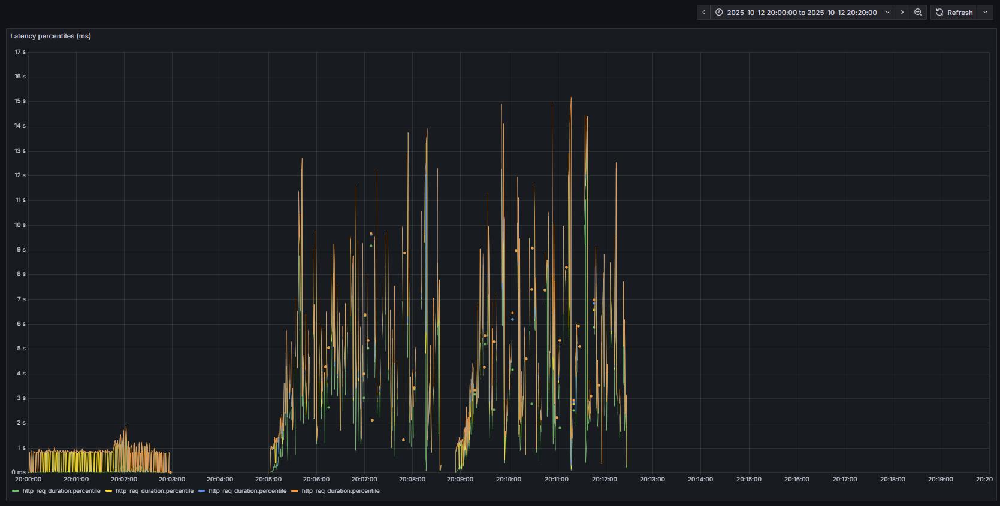 2025-10-12 20:00:00 to 2025-10-12 20:20:00 Refresh
Latency percentiles (ms)
17 s
16 s
15 s
14 s
13 s
12 s
11 s
10 s
9 s
8 s
7 s
6 s
5 s
4 s
3 s
2 s
1 s
0 ms
20:00:00 20:01:00 20:02:00 20:03:00 20:04:00 20:05:00 20:06:00 20:07:00 20:08:00 20:09:00 20:10:00 20:11:00 20:12:00 20:13:00 20:14:00 20:15:00 20:16:00 20:17:00 20:18:00 20:19:00 20:20
http_req_duration.percentile http_req_duration.percentile http_req_duration.percentile http_req_duration.percentile